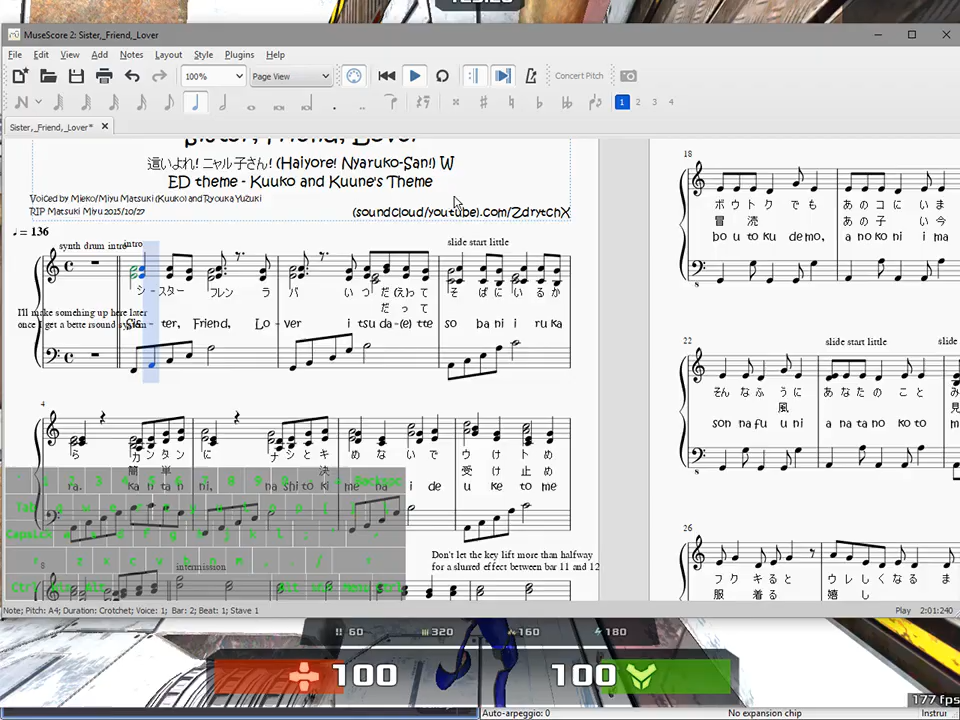 MuseScore 2: Sister,_Friend,_Lover
File Edit View Add Notes Layout Style Plugins Help
100% Page View Concert Pitch
1 2 3 4
Sister,_Friend,_Lover*
Sister, Friend, Lover
這いよれ! ニャル子さん! (Haiyore! Nyaruko-San!) W
ED theme - Kuuko and Kuune's Theme
Voiced by Mieko/Miyu Matsuki (Kuuko) and Ryouka Yuzuki
RIP Matsuki Miyu 2015/10/27
(soundcloud/youtube).com/ZdrytchX
= 136
synth drum intro
intro
slide start little
シ - スター フレン ラ バ いつ だ (え)って そ ばに いる か
だ っ て
I'll make something up here later
once I get a bette rsound system
Sis - ter, Friend, Lo - ver i tsu da-(e) tte so ba ni i ru ka
4
ら カンタン に ナシとキ めないで ウ け ト め
簡 単 決 受 け 止 め
ra. ka n ta n ni, na shi to ki me na i de u ke to me
Don't let the key lift more than halfway
for a slurred effect between bar 11 and 12
8
intermission
18
ボ ウ ト ク で も あ の コ に い ま
冒 涜 あ の 子 い 今
bo u to ku de mo, a no ko ni i ma
22
slide start little
そん な ふ う に あ な た の こ と
風
son na fu u ni a na ta no ko to
26
フ ク キ る と ウ レ し く な る ま
服 着 る 嬉 し
Note; Pitch: A4; Duration: Crotchet; Voice: 1; Bar: 2; Beat: 1; Stave 1
Play 2:01:240
60 320 160 180
100 100
177 fps
Auto-arpeggio: 0
No expansion chip